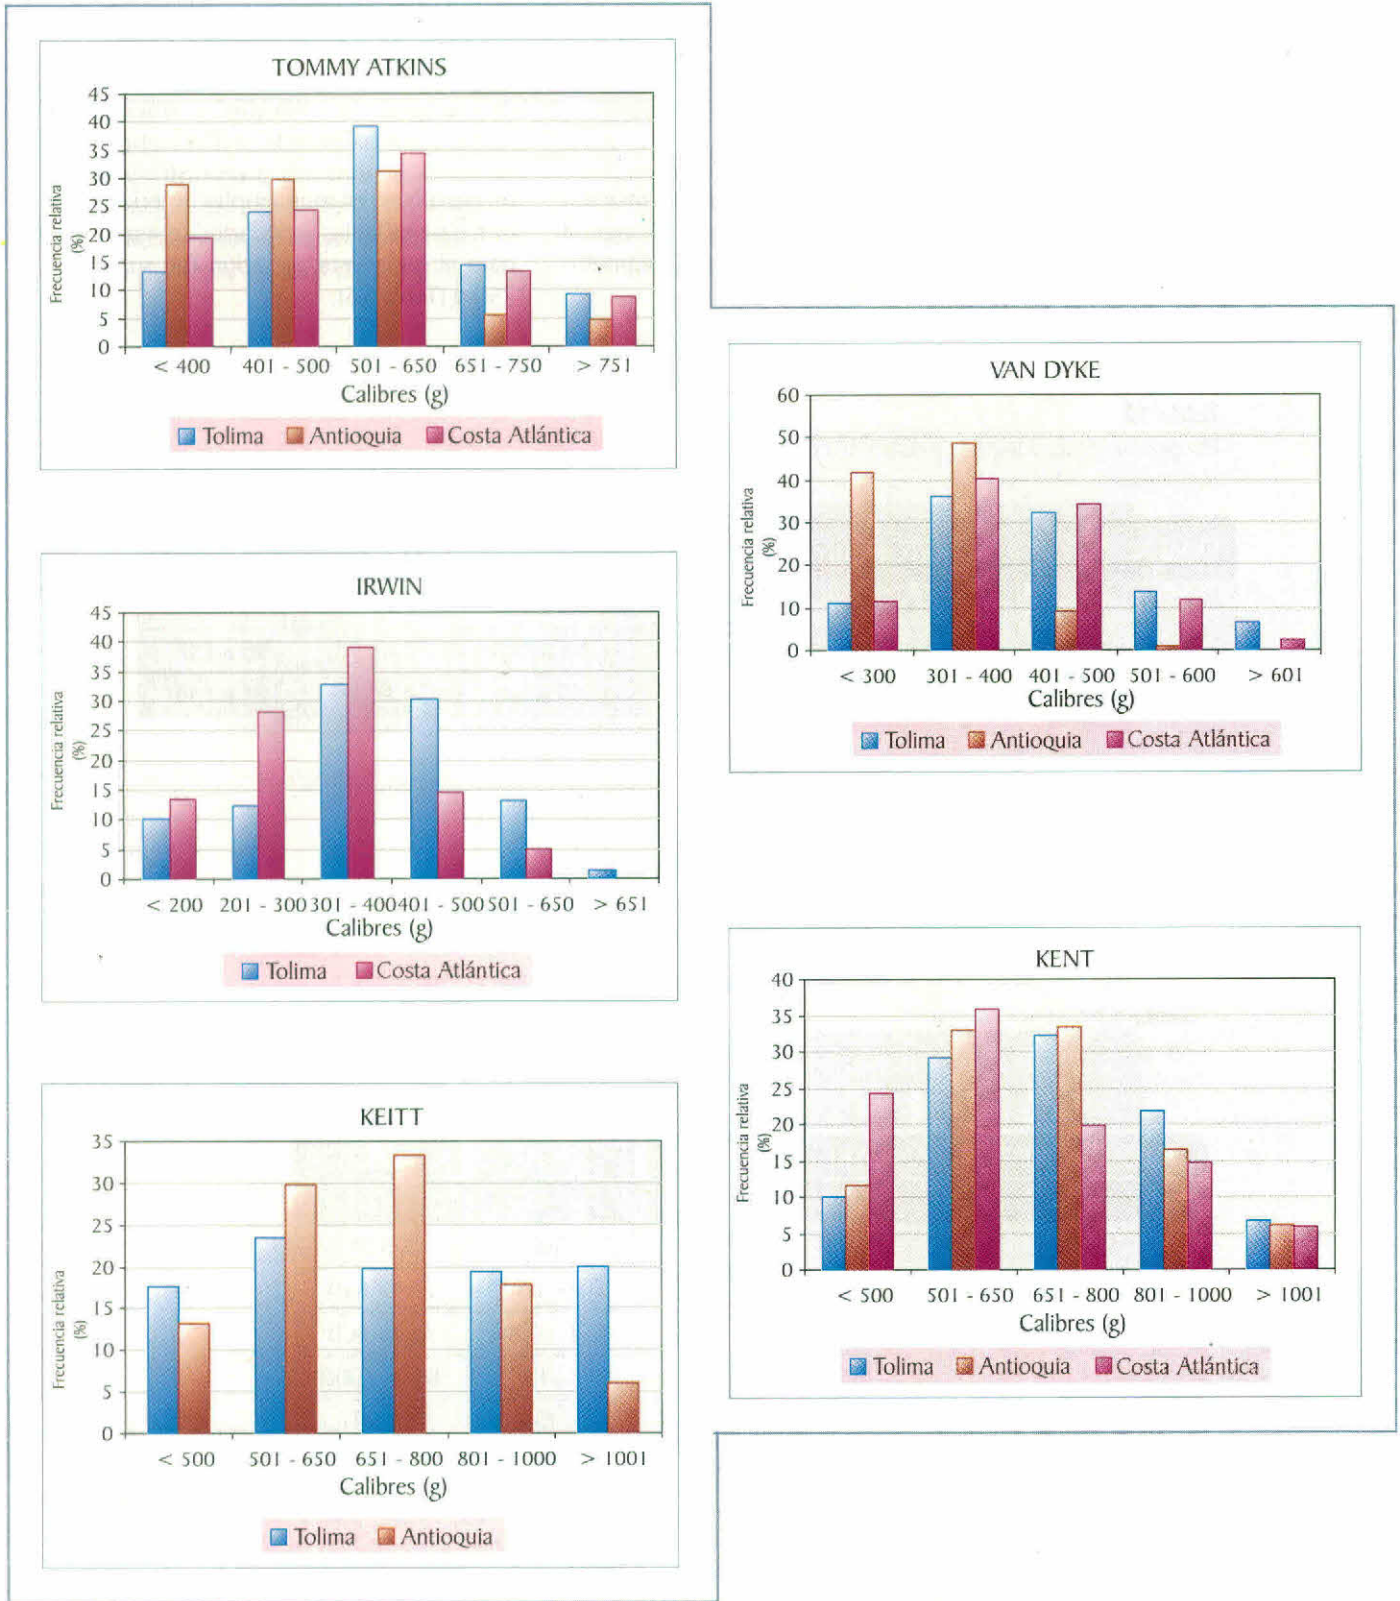 TOMMY ATKINS
Frecuencia relativa
(%)
45
40
35
30
25
20
15
10
5
0
< 400 401 - 500 501 - 650 651 - 750 > 751
Calibres (g)
Tolima Antioquia Costa Atlántica
IRWIN
Frecuencia relativa
(%)
45
40
35
30
25
20
15
10
5
0
< 200 201 - 300 301 - 400 401 - 500 501 - 650 > 651
Calibres (g)
Tolima Costa Atlántica
KEITT
Frecuencia relativa
(%)
35
30
25
20
15
10
5
0
< 500 501 - 650 651 - 800 801 - 1000 > 1001
Calibres (g)
Tolima Antioquia
VAN DYKE
Frecuencia relativa
(%)
60
50
40
30
20
10
0
< 300 301 - 400 401 - 500 501 - 600 > 601
Calibres (g)
Tolima Antioquia Costa Atlántica
KENT
Frecuencia relativa
(%)
40
35
30
25
20
15
10
5
0
< 500 501 - 650 651 - 800 801 - 1000 > 1001
Calibres (g)
Tolima Antioquia Costa Atlántica